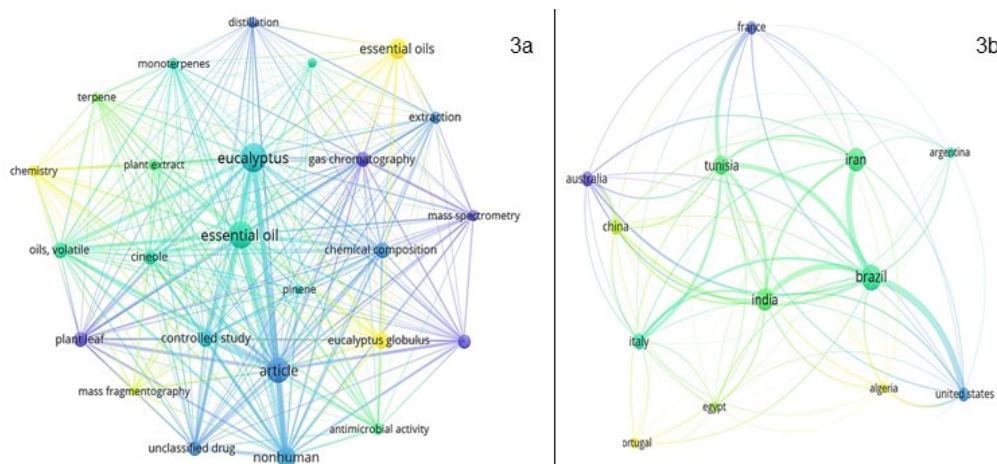 3a
distillation
essential oils
monoterpenes
terpene
extraction
plant extract
eucalyptus
gas chromatography
chemistry
mass spectrometry
essential oil
oils, volatile
cineole
chemical composition
pinene
plant leaf
controlled study
eucalyptus globulus
article
mass fragmentography
antimicrobial activity
unclassified drug
nonhuman
3b
france
argentina
tunisia
iran
australia
china
brazil
india
italy
algeria
united states
egypt
ortugal